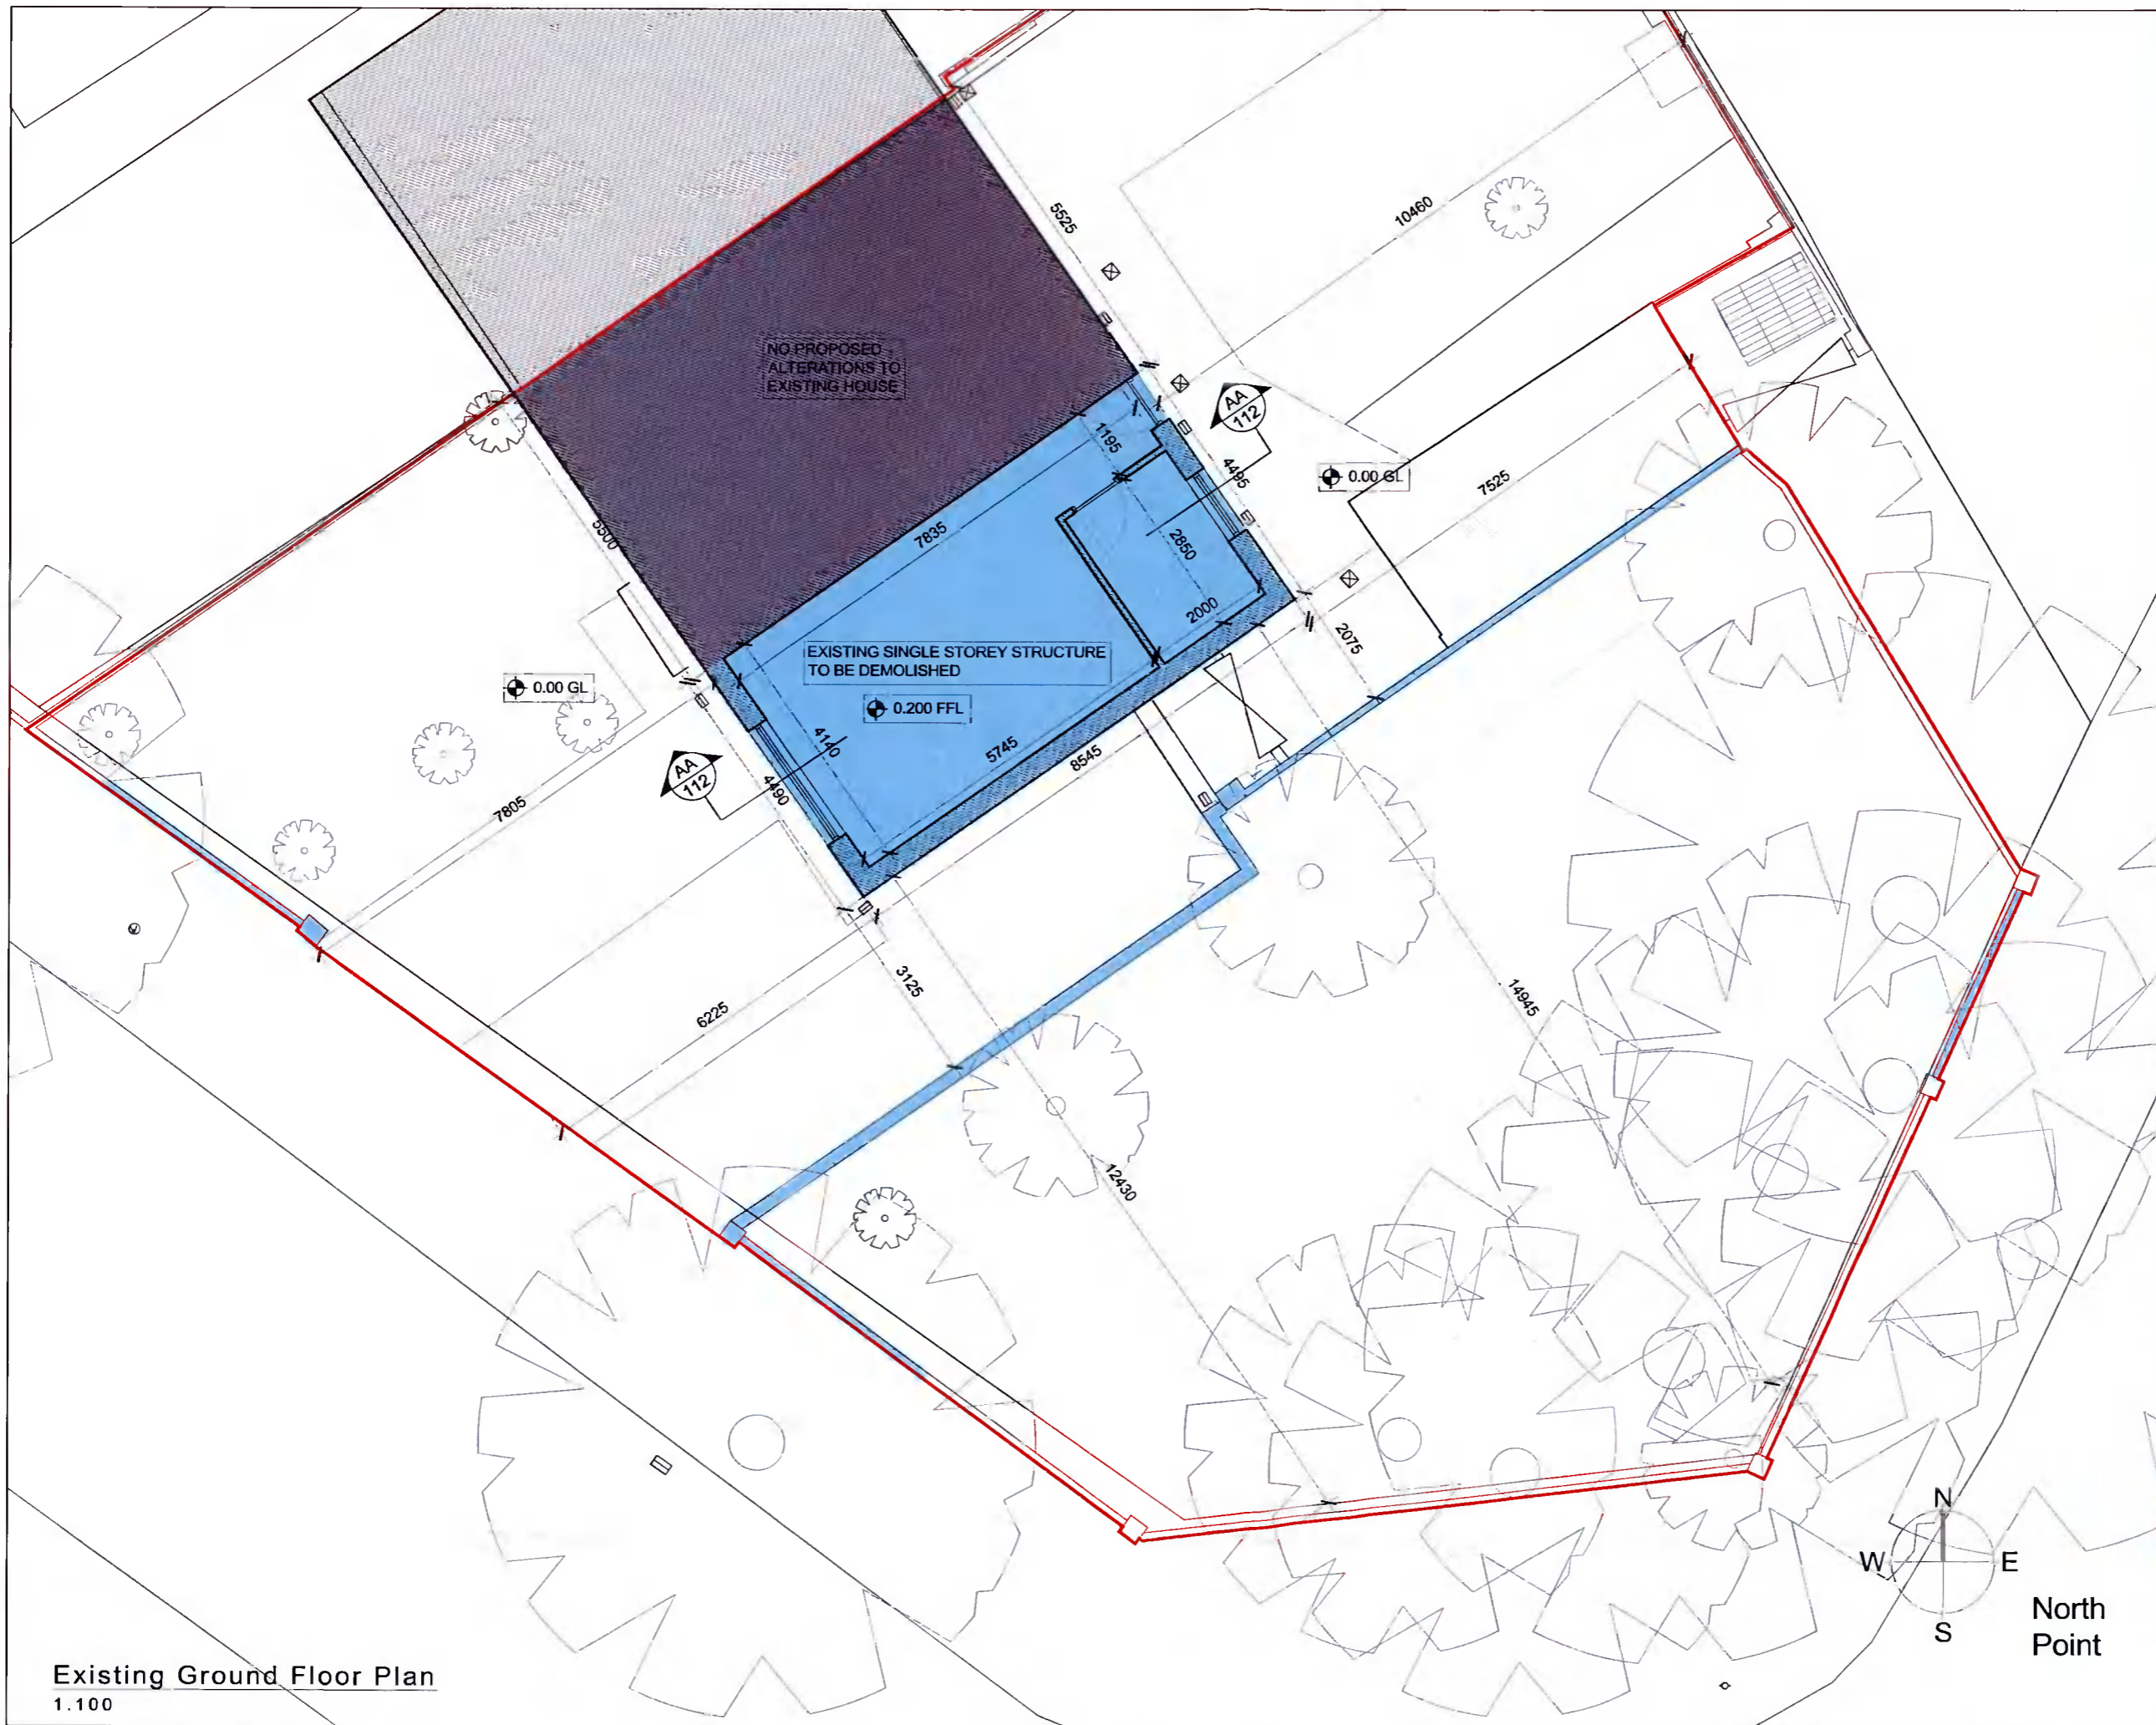 5525
10460
NO PROPOSED
ALTERATIONS TO
EXISTING HOUSE
AA
112
1195
4495
0.00 GL
7525
5500
7835
2850
2000
2075
EXISTING SINGLE STOREY STRUCTURE
TO BE DEMOLISHED
0.00 GL
0.200 FFL
4140
5745
8545
AA
112
4490
7805
3125
6225
14945
12430
N
W
E
S
North
Point
Existing Ground Floor Plan
1.100